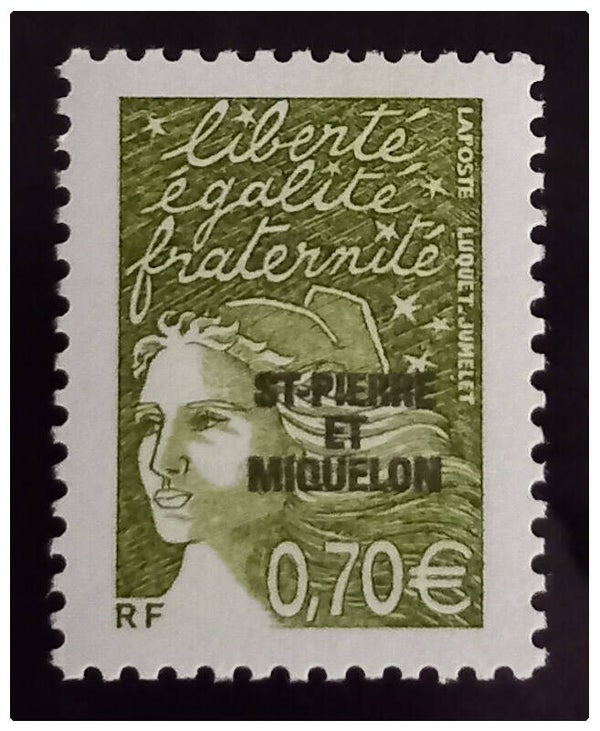 liberté
égalité
fraternité
LAPOSTE LUQUET-JUMELET
ST-PIERRE
ET
MIQUELON
0,70€
RF